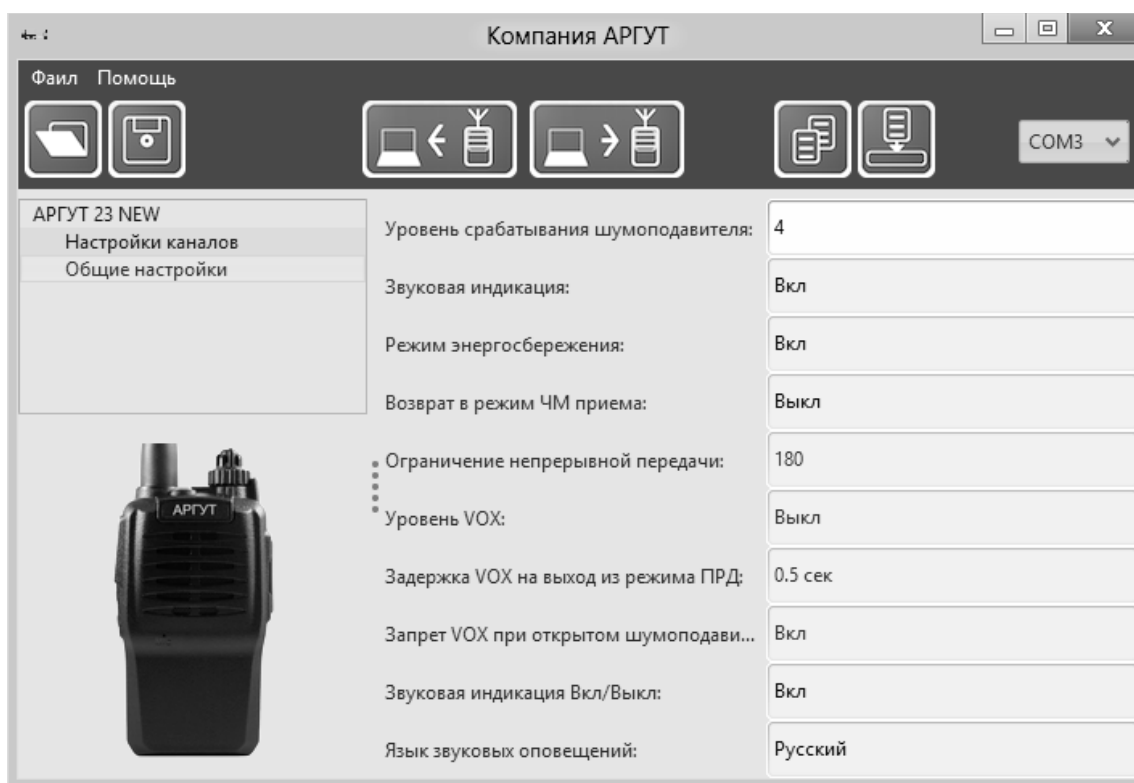 Компания АРГУТ
Фаил Помощь
COM3
АРГУТ 23 NEW
Настройки каналов
Общие настройки
Уровень срабатывания шумоподавителя: 4
Звуковая индикация: Вкл
Режим энергосбережения: Вкл
Возврат в режим ЧМ приема: Выкл
Ограничение непрерывной передачи: 180
Уровень VOX: Выкл
Задержка VOX на выход из режима ПРД: 0.5 сек
Запрет VOX при открытом шумоподави... Вкл
Звуковая индикация Вкл/Выкл: Вкл
Язык звуковых оповещений: Русский
АРГУТ